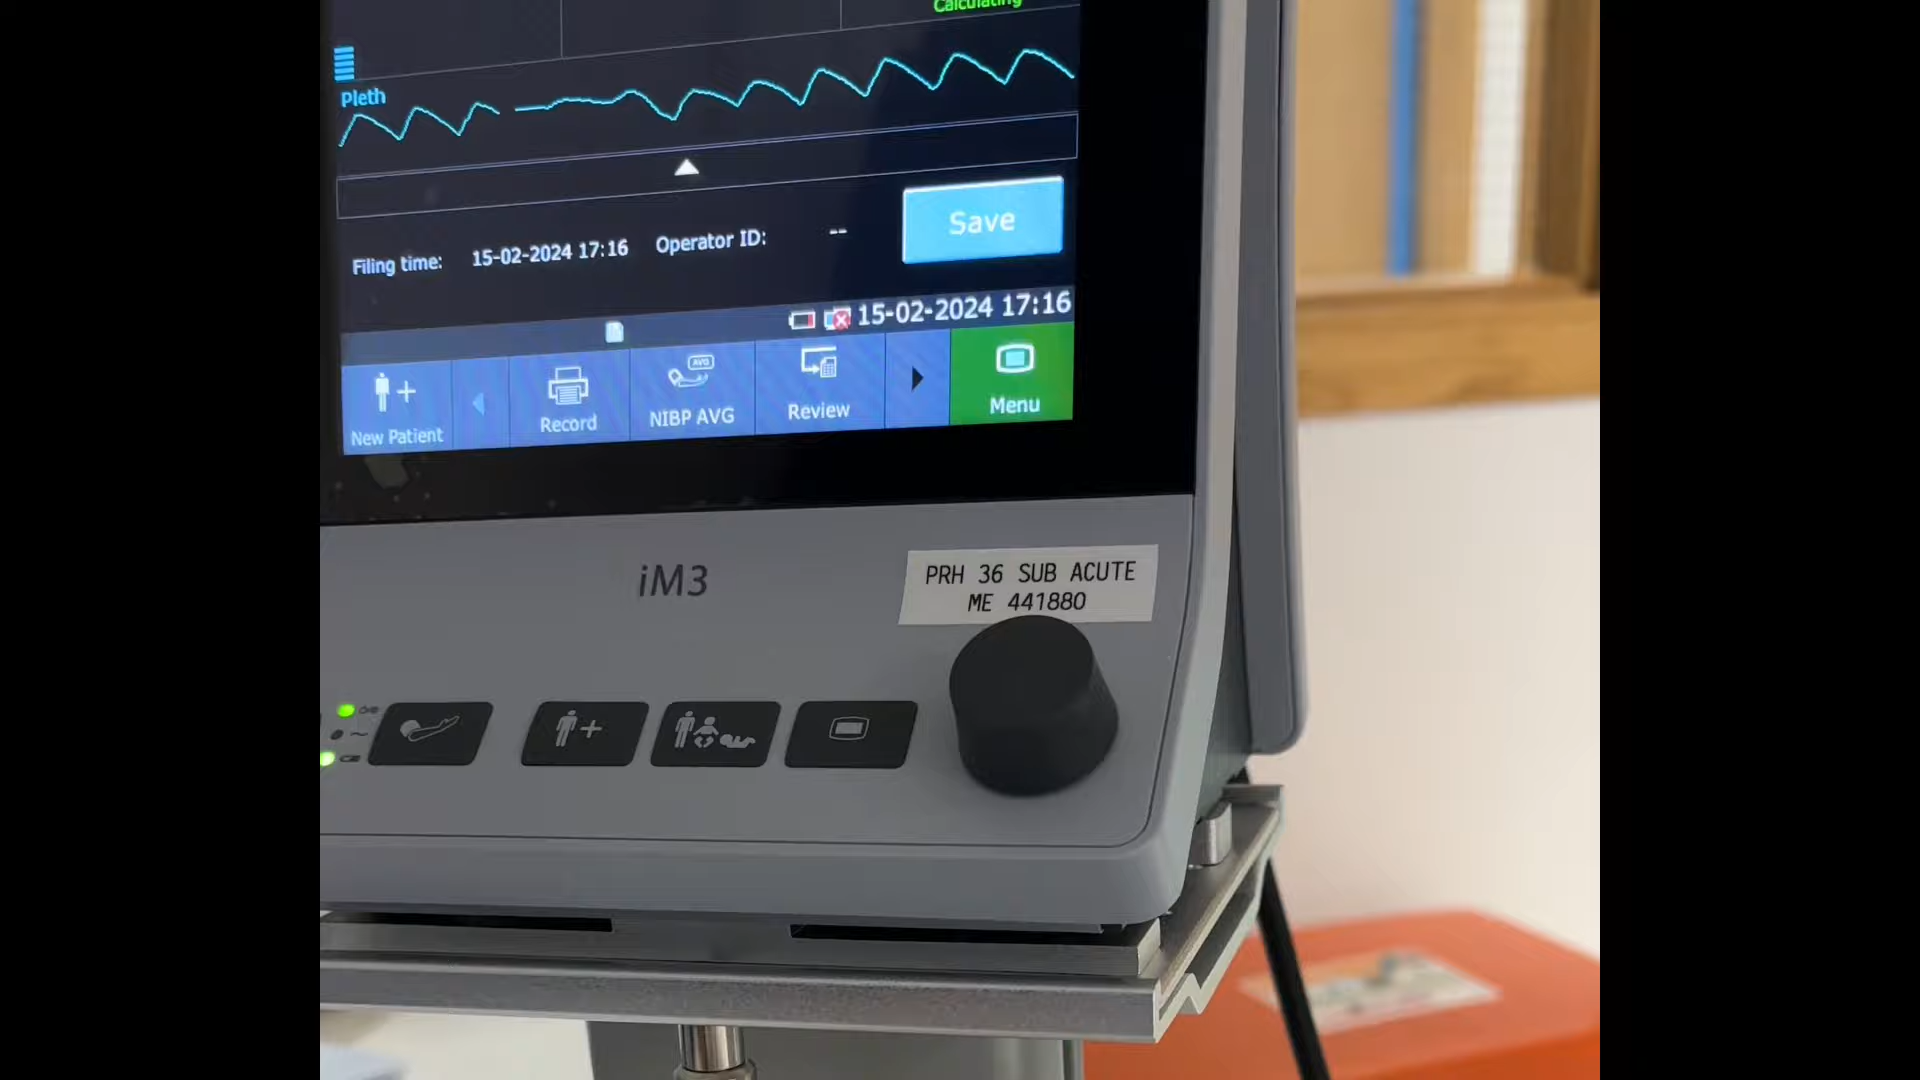 Calculating
Pleth
Save
Filing time: 15-02-2024 17:16 Operator ID: --
15-02-2024 17:16
AVG
New Patient
Record
NIBP AVG
Review
Menu
iM3
PRH 36 SUB ACUTE
ME 441880